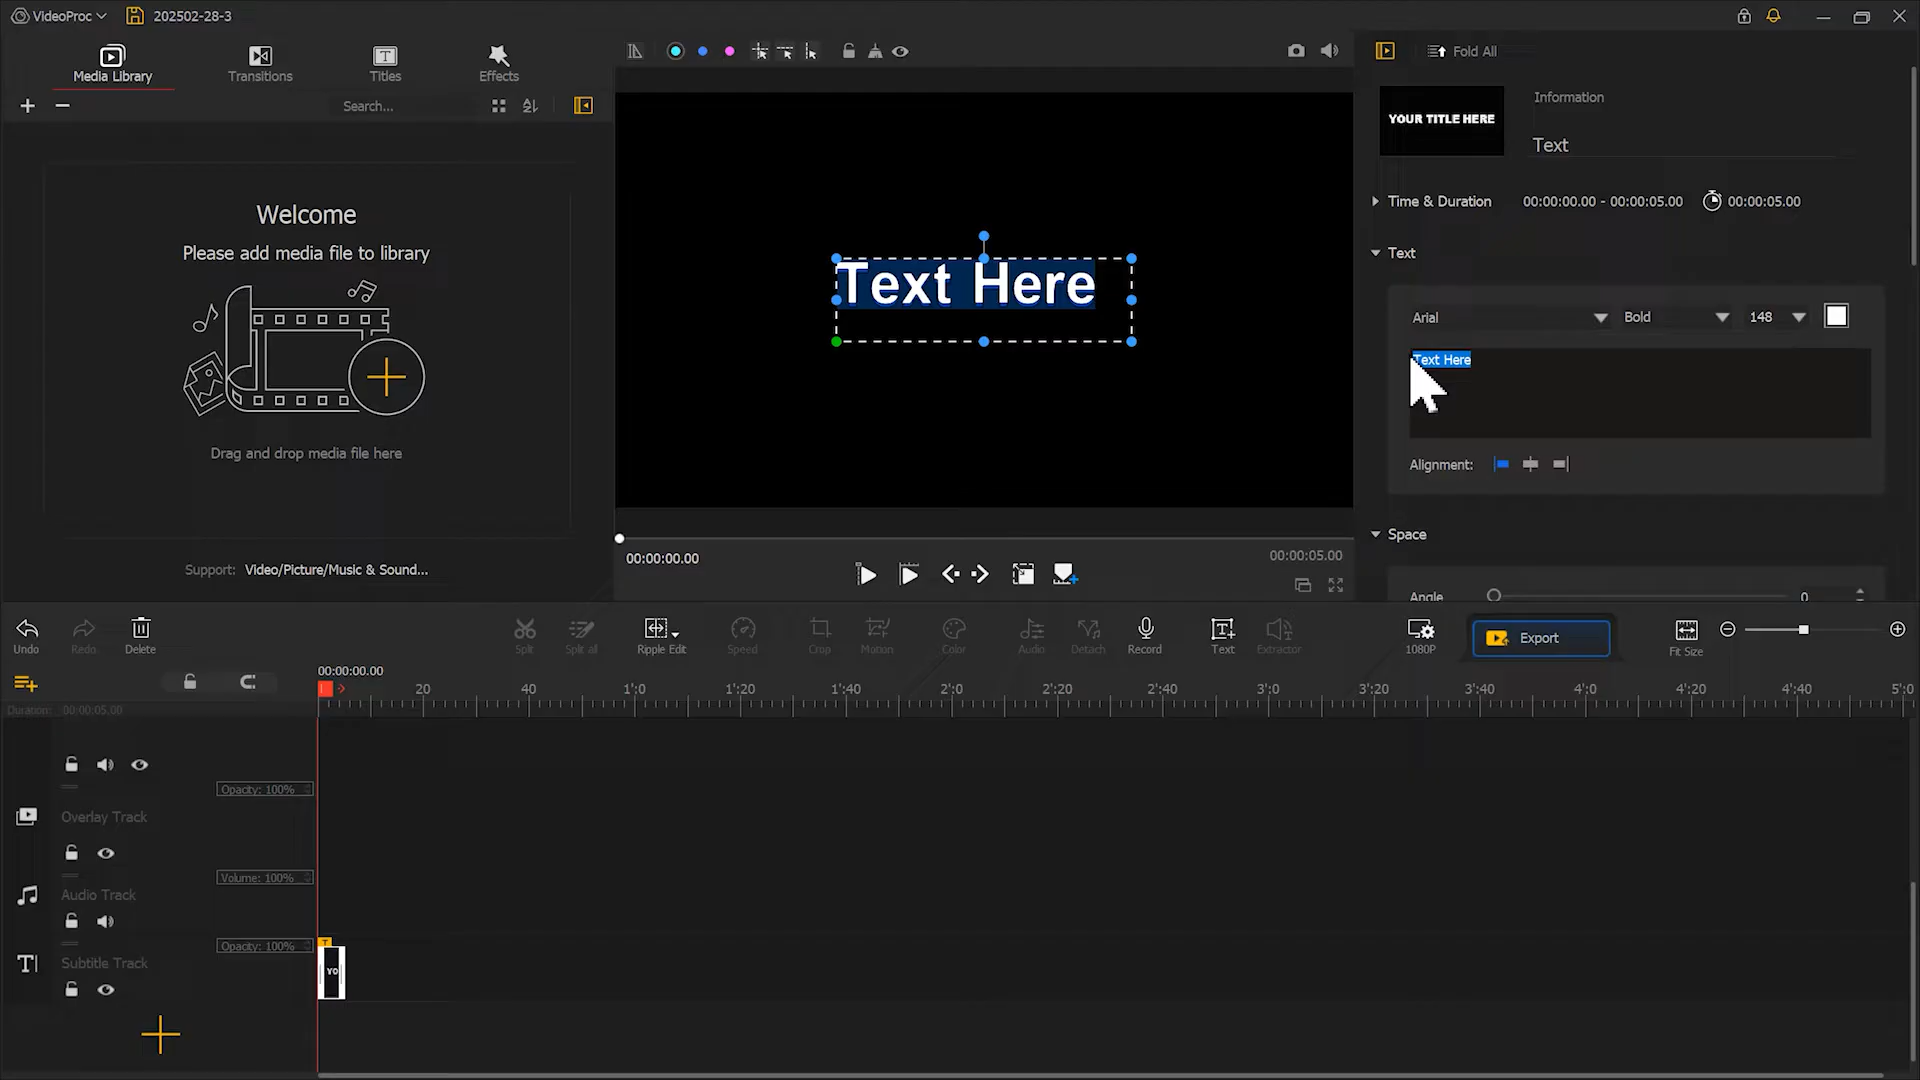 VideoProc
202502-28-3
Media Library
Transitions
Titles
Effects
Search...
Welcome
Please add media file to library
Drag and drop media file here
Support: Video/Picture/Music & Sound...
Text Here
00:00:00.00
00:00:05.00
Fold All
YOUR TITLE HERE
Information
Text
Time & Duration
00:00:00.00 - 00:00:05.00
00:00:05.00
Text
Arial
Bold
148
Text Here
Alignment:
Space
Angle
0
Undo
Redo
Delete
Split
Split all
Ripple Edit
Speed
Crop
Motion
Color
Audio
Detach
Record
Text
Extractor
1080P
Export
Fit Size
00:00:00.00
20
40
1'0
1'20
1'40
2'0
2'20
2'40
3'0
3'20
3'40
4'0
4'20
4'40
5'0
Duration: 00:00:05.00
Opacity: 100%
Overlay Track
Volume: 100%
Audio Track
Opacity: 100%
Subtitle Track
T
YO